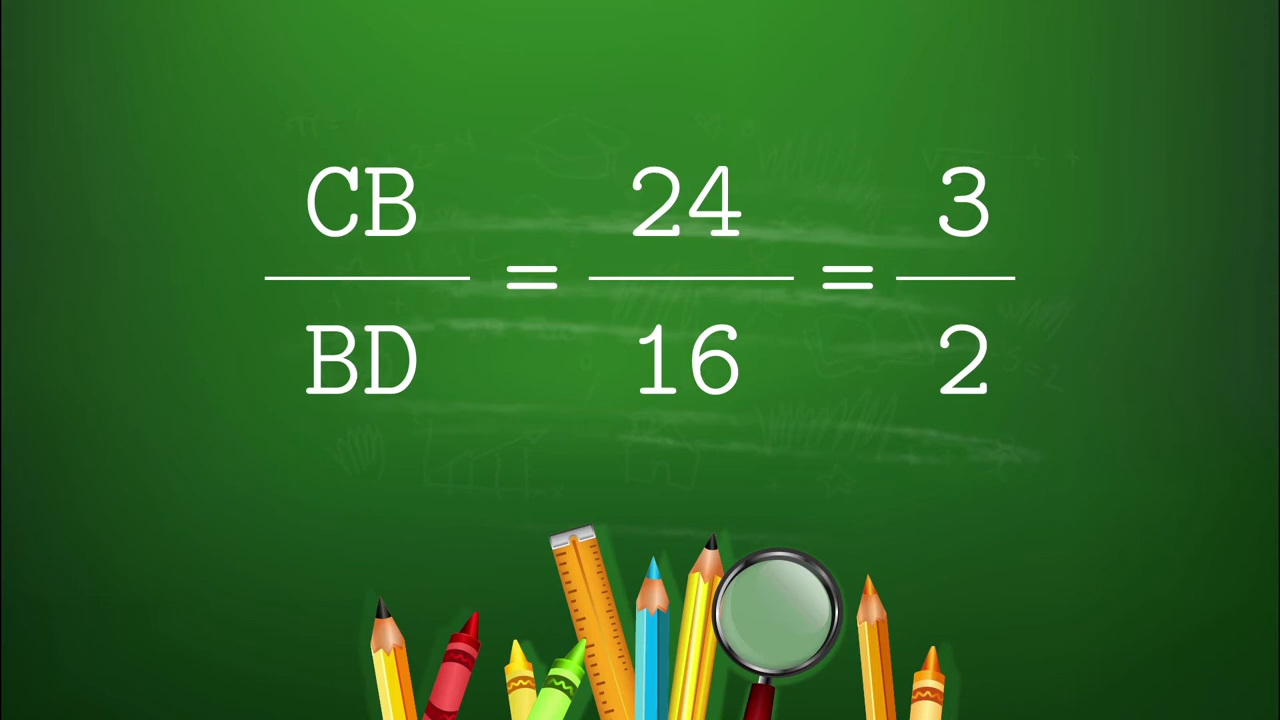 CB/BD = 24/16 = 3/2